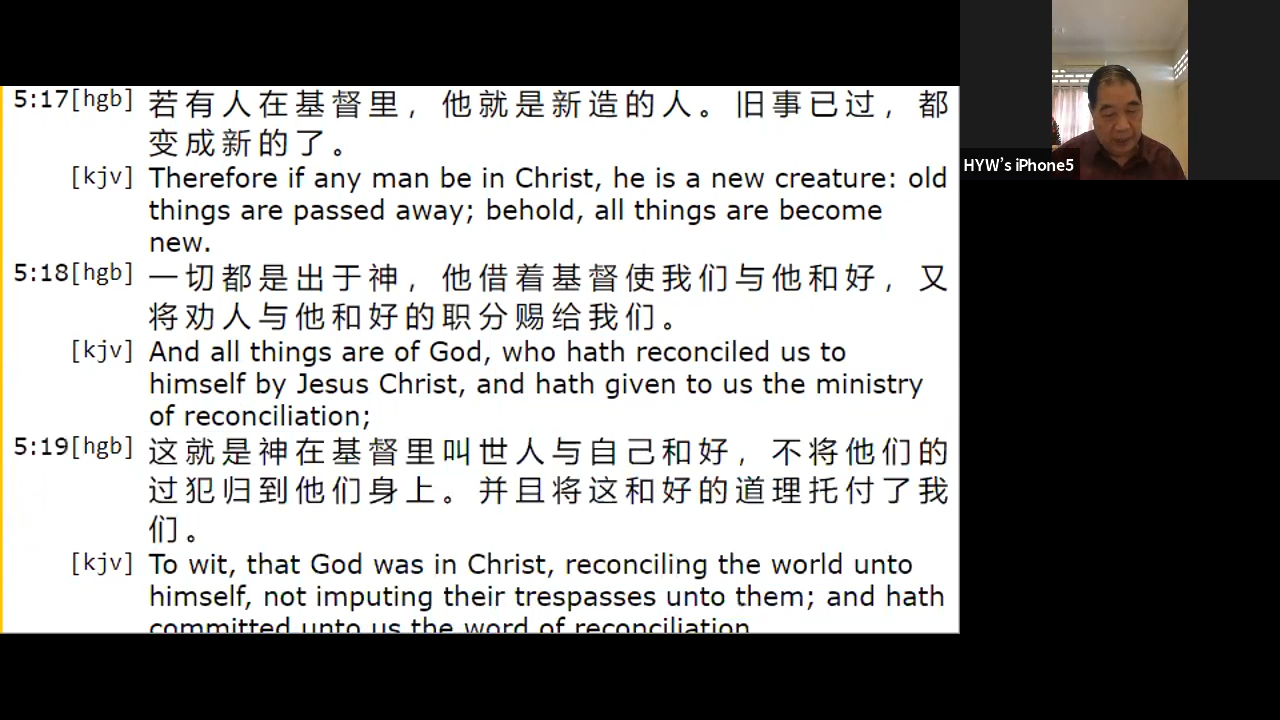 5:17[hgb] 若有人在基督里，他就是新造的人。旧事已过，都
变成新的了。
[kjv] Therefore if any man be in Christ, he is a new creature: old
things are passed away; behold, all things are become
new.
5:18[hgb] 一切都是出于神，他借着基督使我们与他和好，又
将劝人与他和好的职分赐给我们。
[kjv] And all things are of God, who hath reconciled us to
himself by Jesus Christ, and hath given to us the ministry
of reconciliation;
5:19[hgb] 这就是神在基督里叫世人与自己和好，不将他们的
过犯归到他们身上。并且将这和好的道理托付了我
们。
[kjv] To wit, that God was in Christ, reconciling the world unto
himself, not imputing their trespasses unto them; and hath
committed unto us the word of reconciliation
HYW’s iPhone5